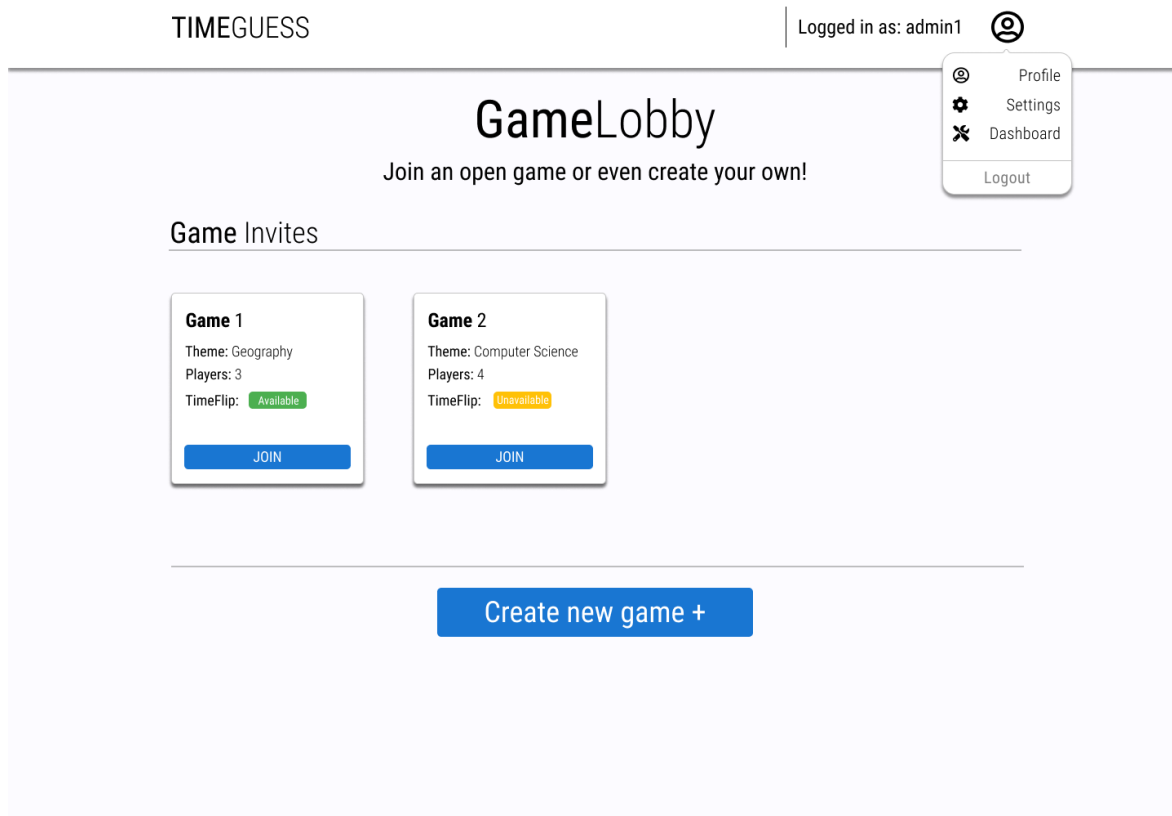 TIMEGUESS
Logged in as: admin1
Profile
Settings
Dashboard
Logout
GameLobby
Join an open game or even create your own!
Game Invites
Game 1
Theme: Geography
Players: 3
TimeFlip: Available
JOIN
Game 2
Theme: Computer Science
Players: 4
TimeFlip: Unavailable
JOIN
Create new game +